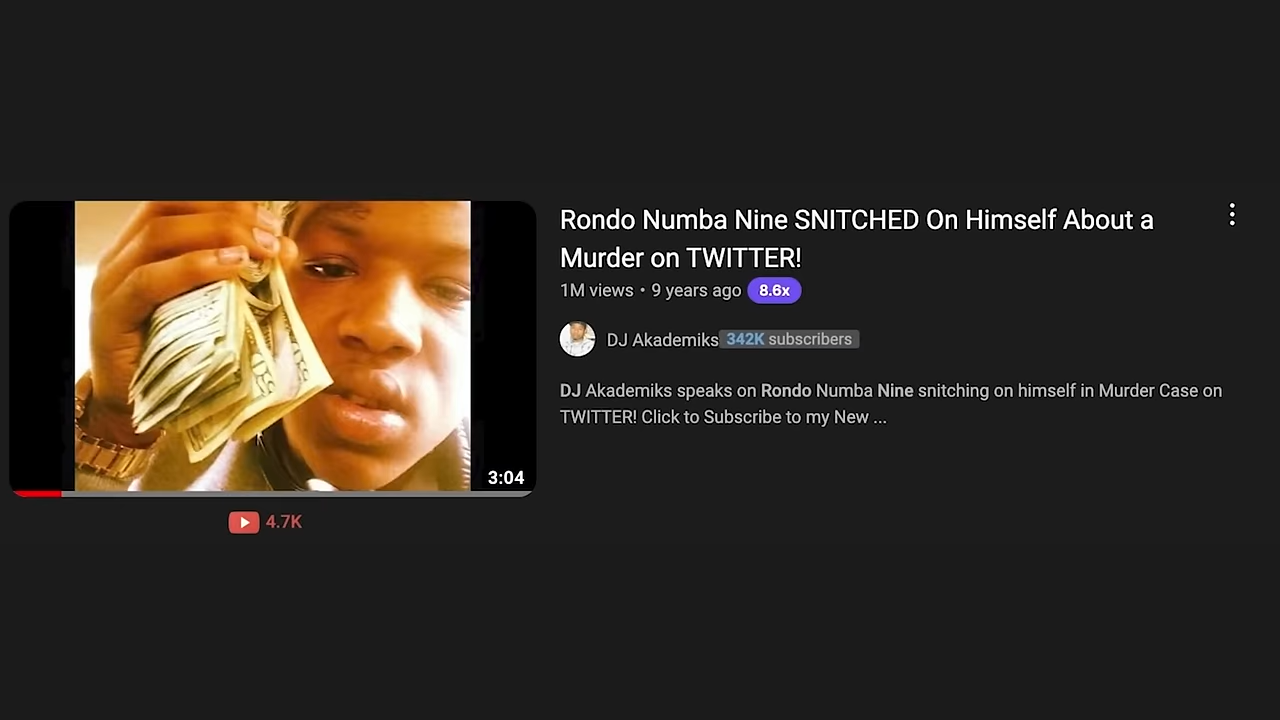 Rondo Numba Nine SNITCHED On Himself About a
Murder on TWITTER!
1M views • 9 years ago 8.6x
DJ Akademiks 342K subscribers
DJ Akademiks speaks on Rondo Numba Nine snitching on himself in Murder Case on
TWITTER! Click to Subscribe to my New ...
3:04
4.7K